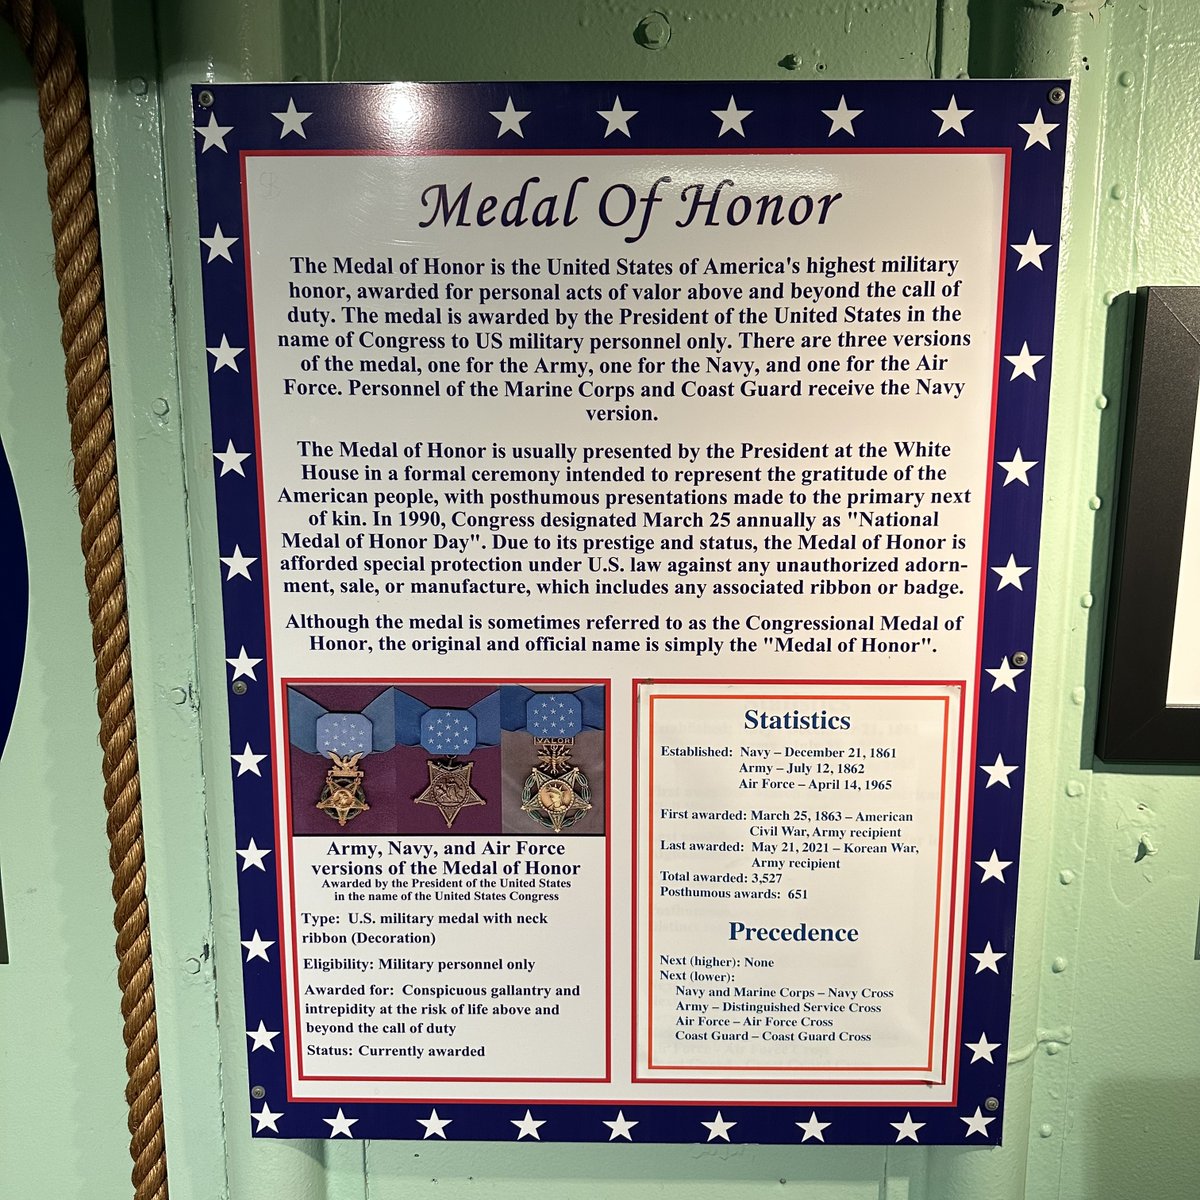 Medal Of Honor
The Medal of Honor is the United States of America's highest military
honor, awarded for personal acts of valor above and beyond the call of
duty. The medal is awarded by the President of the United States in the
name of Congress to US military personnel only. There are three versions
of the medal, one for the Army, one for the Navy, and one for the Air
Force. Personnel of the Marine Corps and Coast Guard receive the Navy
version.
The Medal of Honor is usually presented by the President at the White
House in a formal ceremony intended to represent the gratitude of the
American people, with posthumous presentations made to the primary next
of kin. In 1990, Congress designated March 25 annually as "National
Medal of Honor Day". Due to its prestige and status, the Medal of Honor is
afforded special protection under U.S. law against any unauthorized adorn-
ment, sale, or manufacture, which includes any associated ribbon or badge.
Although the medal is sometimes referred to as the Congressional Medal of
Honor, the original and official name is simply the "Medal of Honor".
VALOR
Army, Navy, and Air Force
versions of the Medal of Honor
Awarded by the President of the United States
in the name of the United States Congress
Type: U.S. military medal with neck
ribbon (Decoration)
Eligibility: Military personnel only
Awarded for: Conspicuous gallantry and
intrepidity at the risk of life above and
beyond the call of duty
Status: Currently awarded
Statistics
Established: Navy – December 21, 1861
Army – July 12, 1862
Air Force – April 14, 1965
First awarded: March 25, 1863 – American
Civil War, Army recipient
Last awarded: May 21, 2021 – Korean War,
Army recipient
Total awarded: 3,527
Posthumous awards: 651
Precedence
Next (higher): None
Next (lower):
Navy and Marine Corps – Navy Cross
Army – Distinguished Service Cross
Air Force – Air Force Cross
Coast Guard – Coast Guard Cross